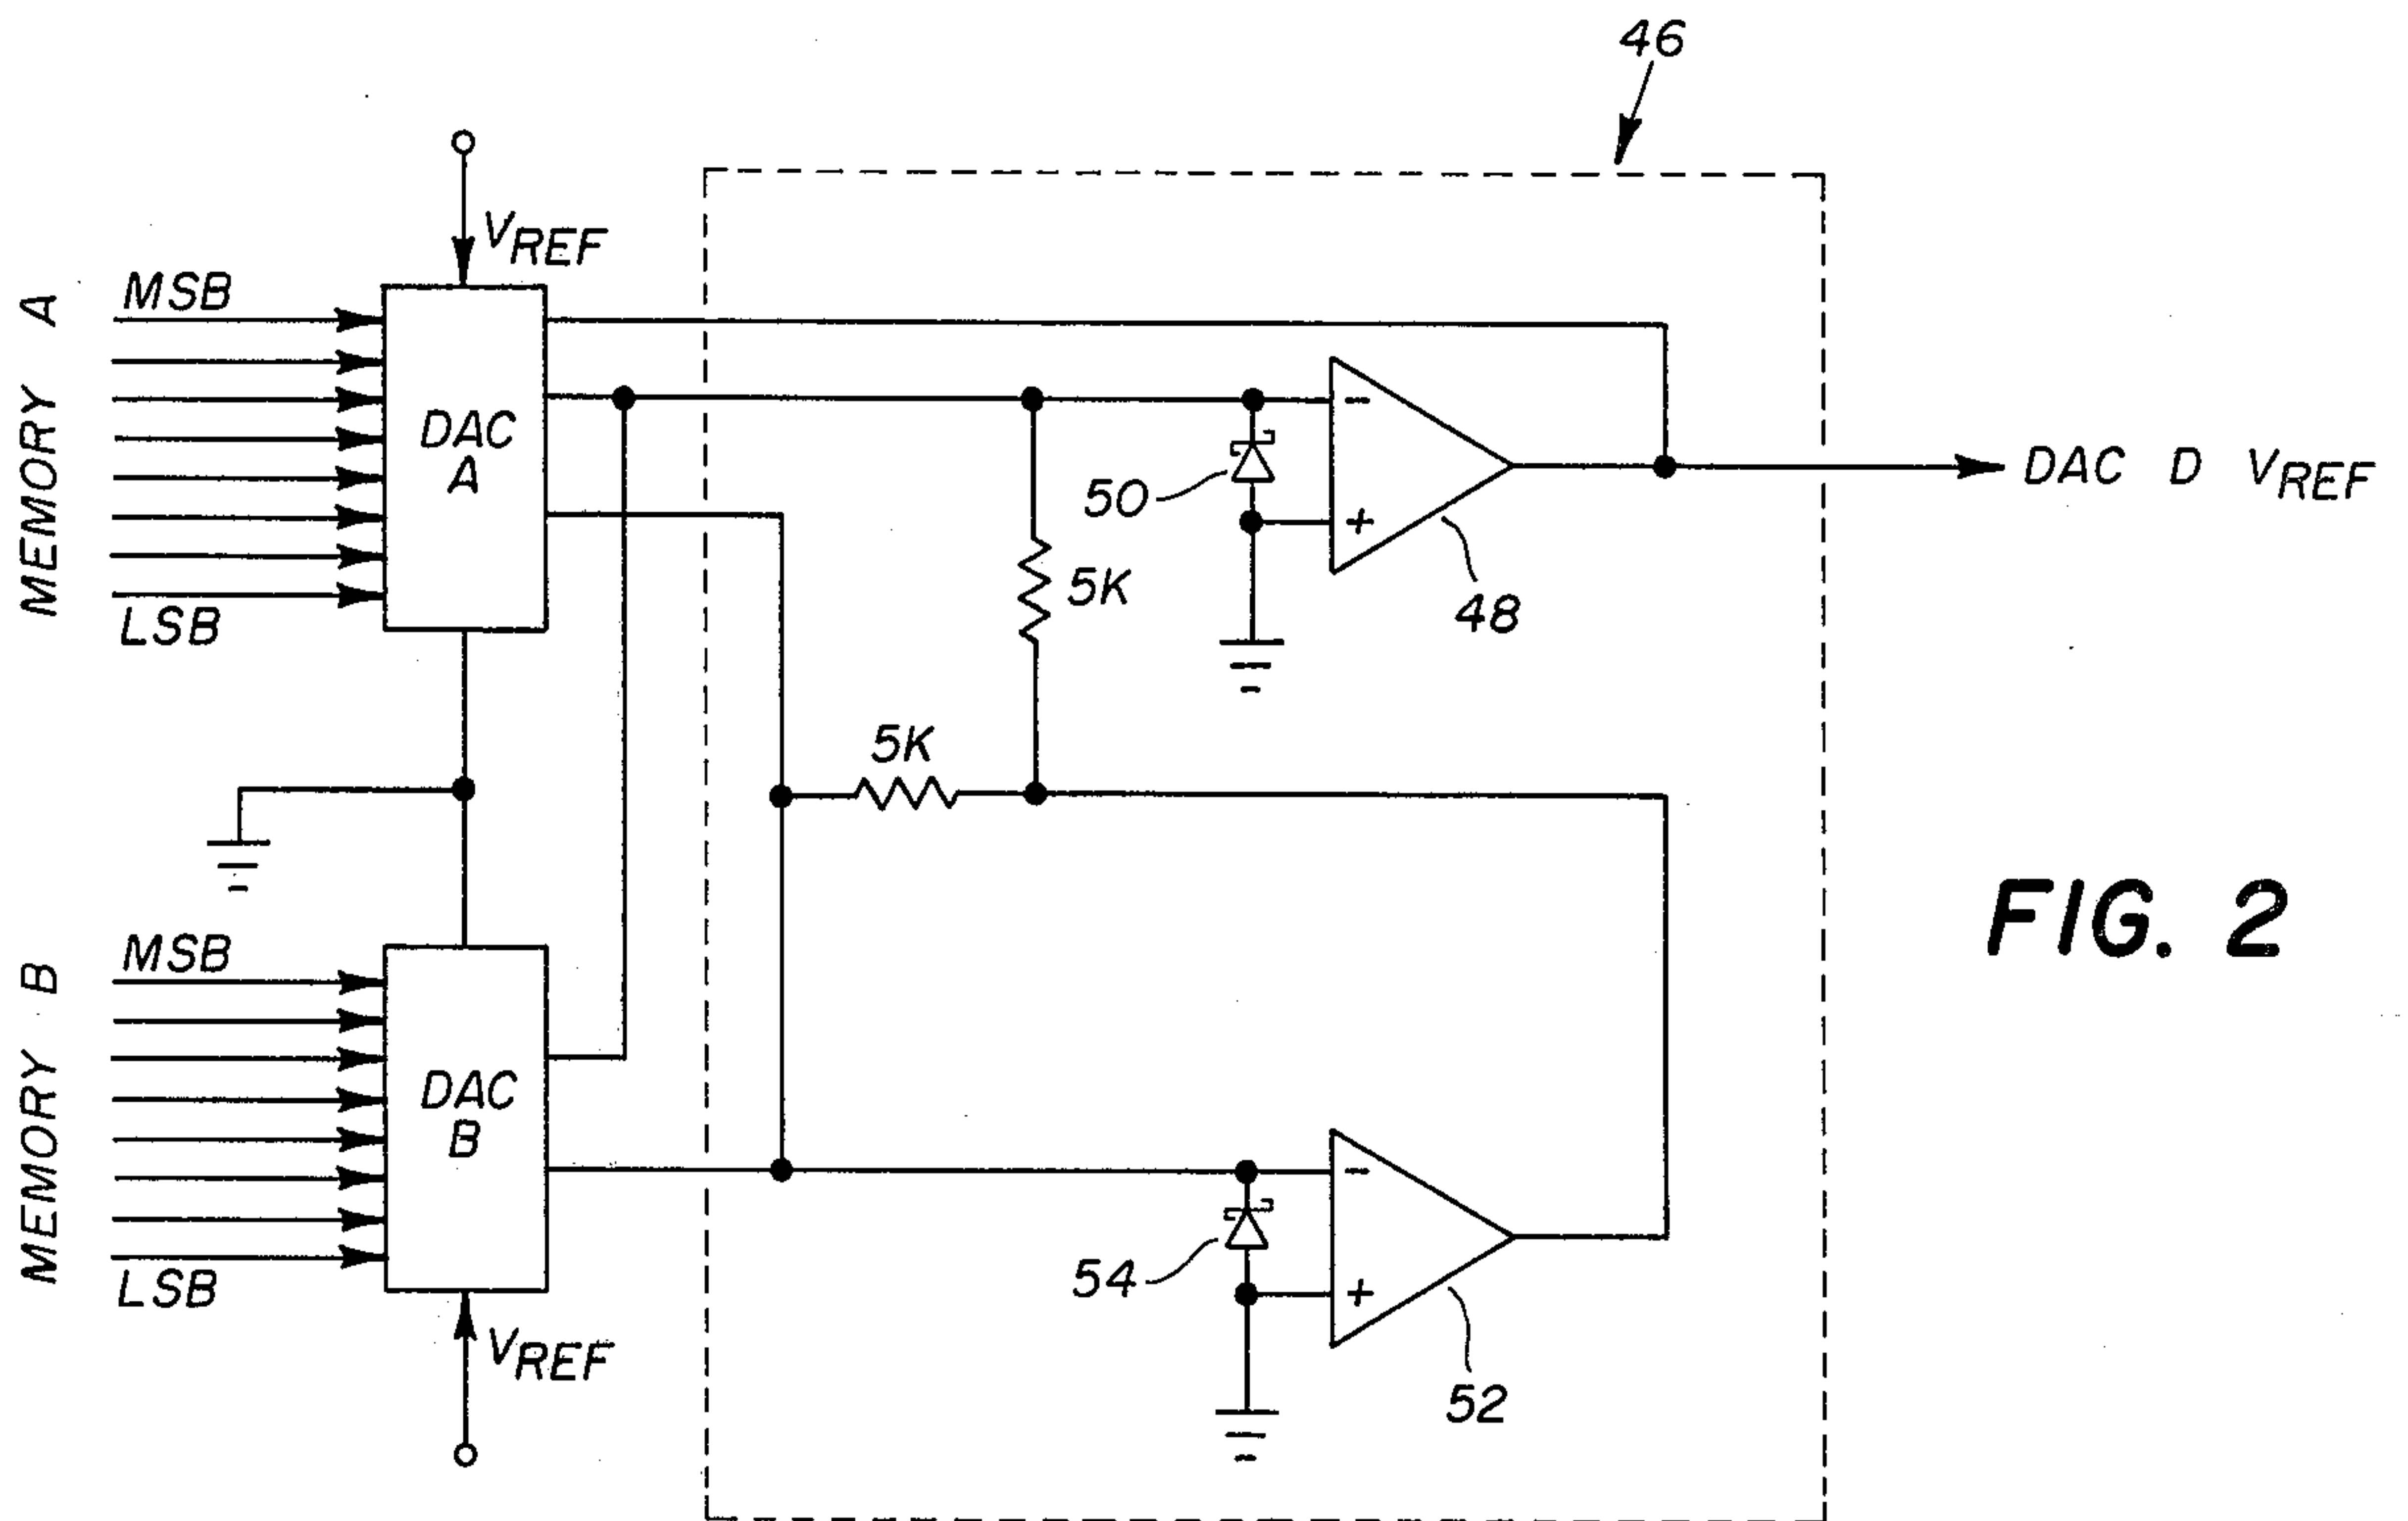 46
VREF
MEMORY A
MSB
LSB
DAC
A
-
+
50
48
DAC D VREF
5K
5K
FIG. 2
MEMORY B
MSB
LSB
DAC
B
-
+
54
52
VREF